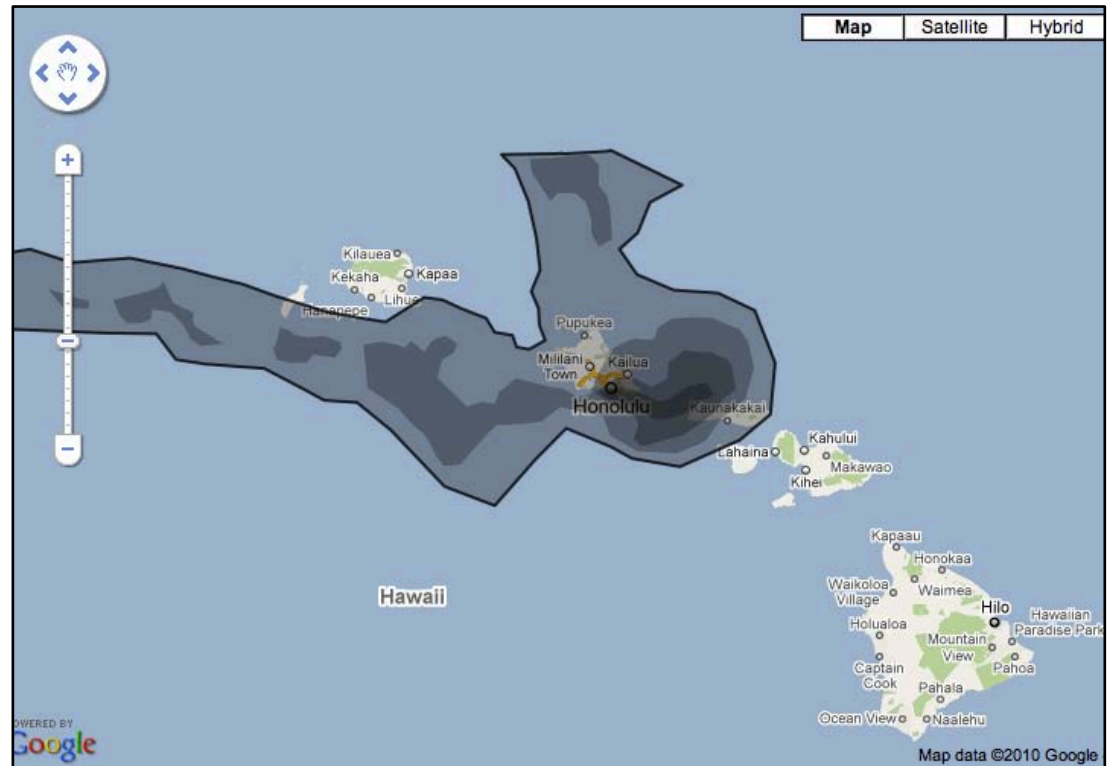 Map Satellite Hybrid
Kilauea
Kapaa
Kekaha
Lihue
Hanapepe
Pupukea
Mililani
Town
Kailua
Honolulu
Kaunakakai
Lahaina
Kahului
Makawao
Kihei
Kapaau
Honokaa
Waikoloa
Village
Waimea
Hawaii
Hilo
Hawaiian
Paradise Park
Holualoa
Mountain
View
Pahoa
Captain
Cook
Pahala
Ocean View
Naalehu
OWERED BY
Google
Map data ©2010 Google